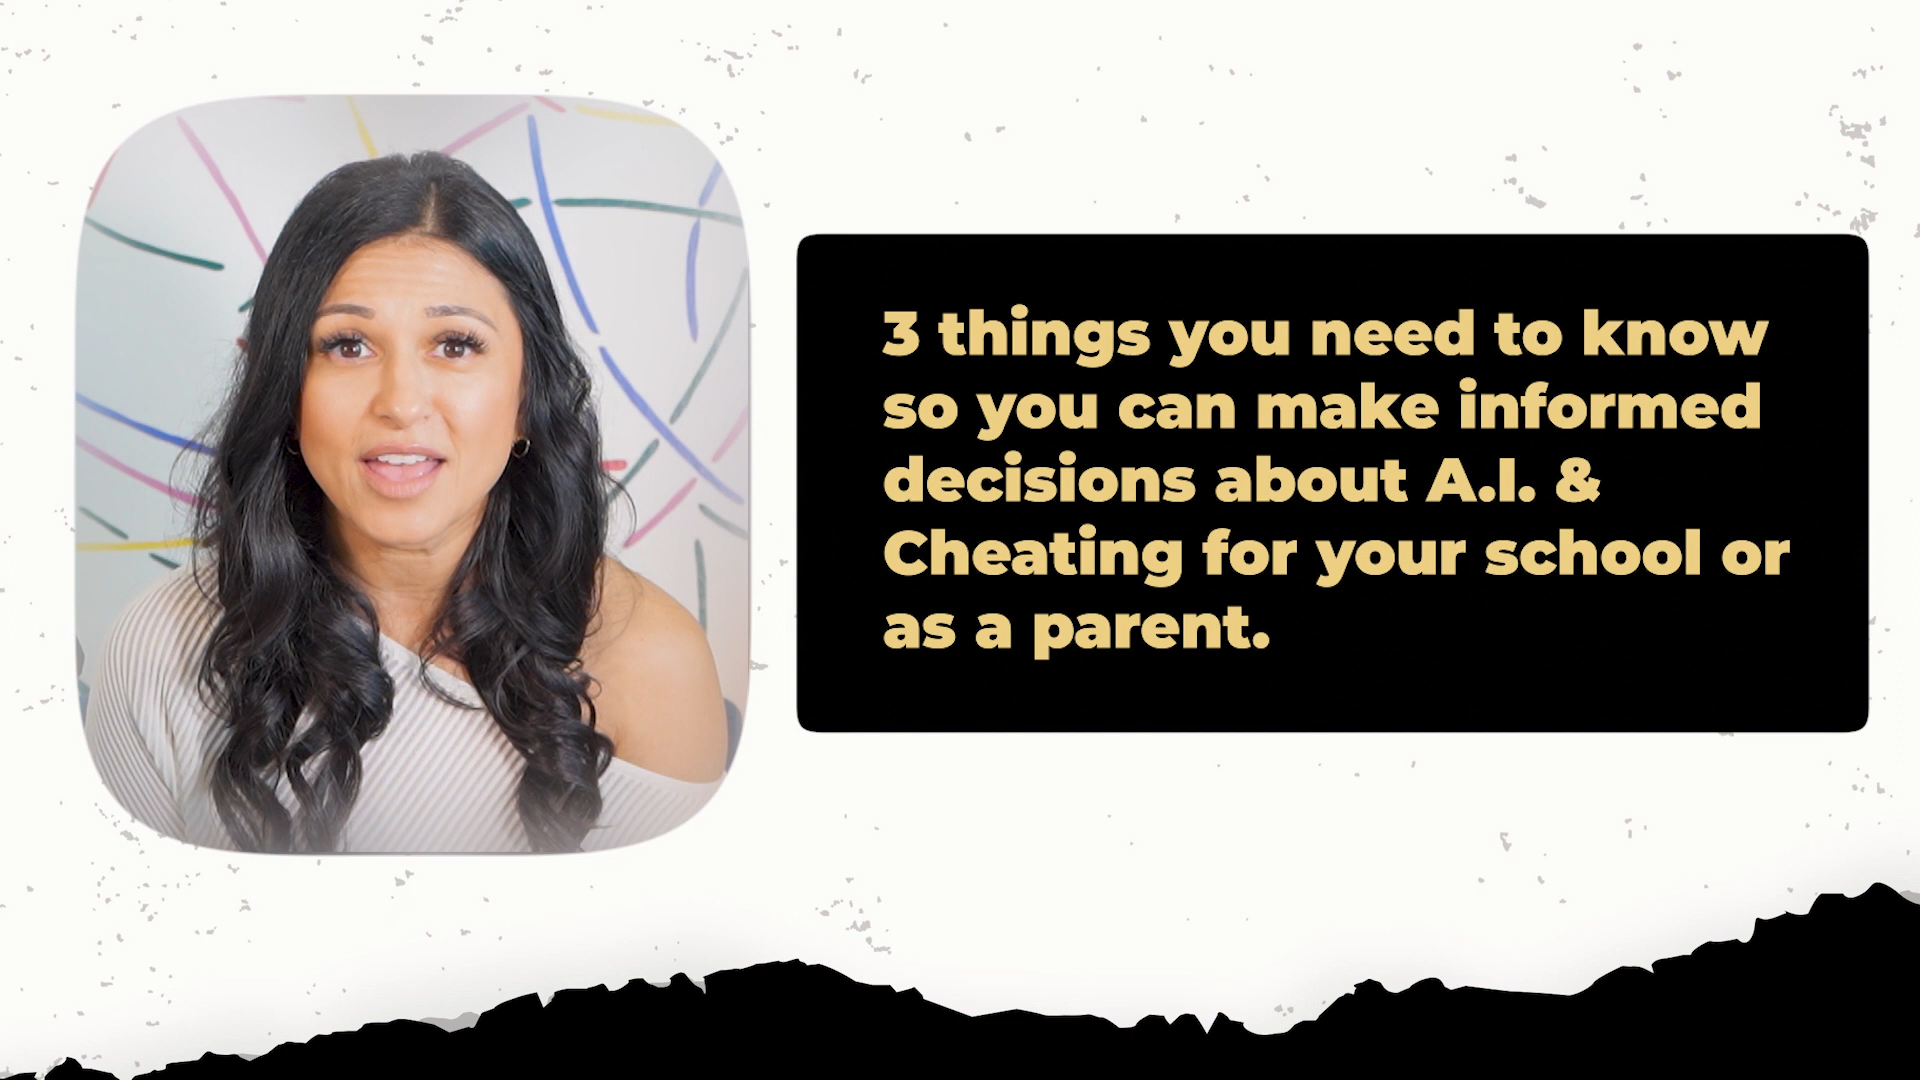 3 things you need to know
so you can make informed
decisions about A.I. &
Cheating for your school or
as a parent.